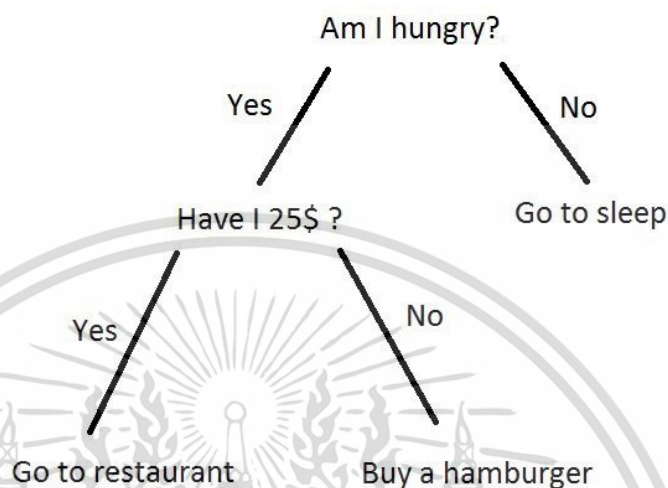 Am I hungry?
Yes
No
Have I 25$ ?
Go to sleep
Yes
No
Go to restaurant
Buy a hamburger